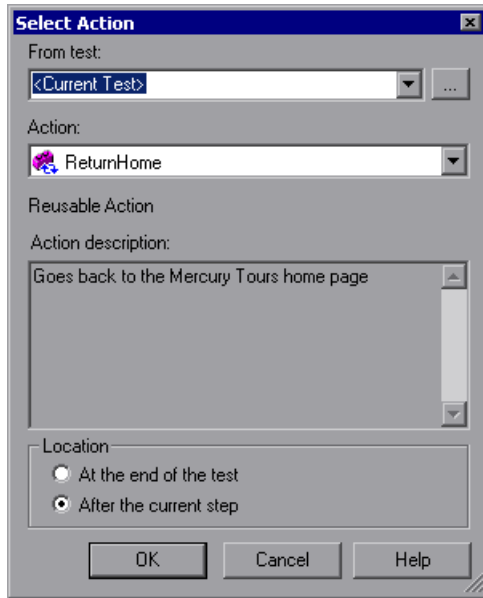 Select Action
From test:
<Current Test>
...
Action:
ReturnHome
Reusable Action
Action description:
Goes back to the Mercury Tours home page
Location
At the end of the test
After the current step
OK Cancel Help